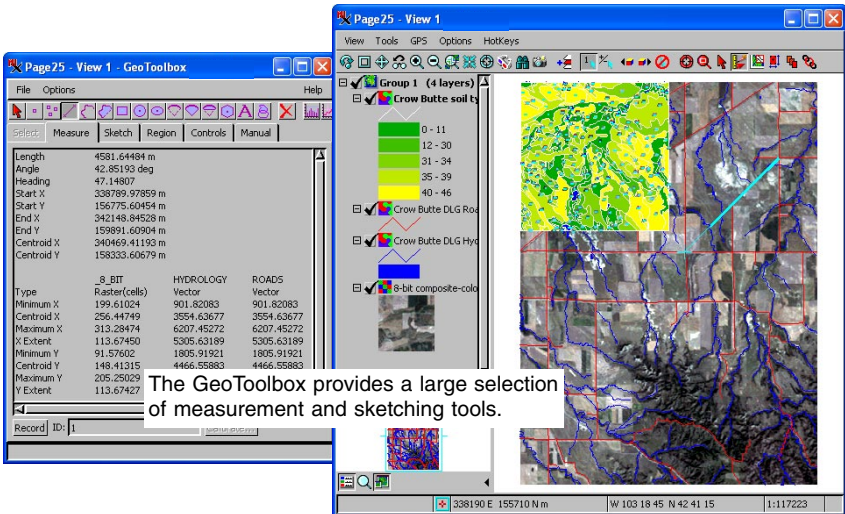 Page25 - View 1 - GeoToolbox
File Options Help
Select Measure Sketch Region Controls Manual
Length 4581.64484 m
Angle 42.85193 deg
Heading 47.14807
Start X 338789.97859 m
Start Y 156775.60454 m
End X 342148.84528 m
End Y 159891.60904 m
Centroid X 340469.41193 m
Centroid Y 158333.60679 m
_8_BIT HYDROLOGY ROADS
Type Raster(cells) Vector Vector
Minimum X 199.61024 901.82083 901.82083
Centroid X 256.44749 3554.63677 3554.63677
Maximum X 313.28474 6207.45272 6207.45272
X Extent 113.67450 5305.63189 5305.63189
Minimum Y 91.57602 1805.91921 1805.91921
Centroid Y 148.41315 4466.55883 4466.55883
Maximum Y 205.25029
Y Extent 113.67427
Record ID: 1
Page25 - View 1
View Tools GPS Options HotKeys
Group 1 (4 layers)
Crow Butte soil ty
0 - 11
12 - 30
31 - 34
35 - 39
40 - 46
Crow Butte DLG Roa
Crow Butte DLG Hyd
8-bit composite-colo
The GeoToolbox provides a large selection
of measurement and sketching tools.
338190 E 155710 N m W 103 18 45 N 42 41 15 1:117223